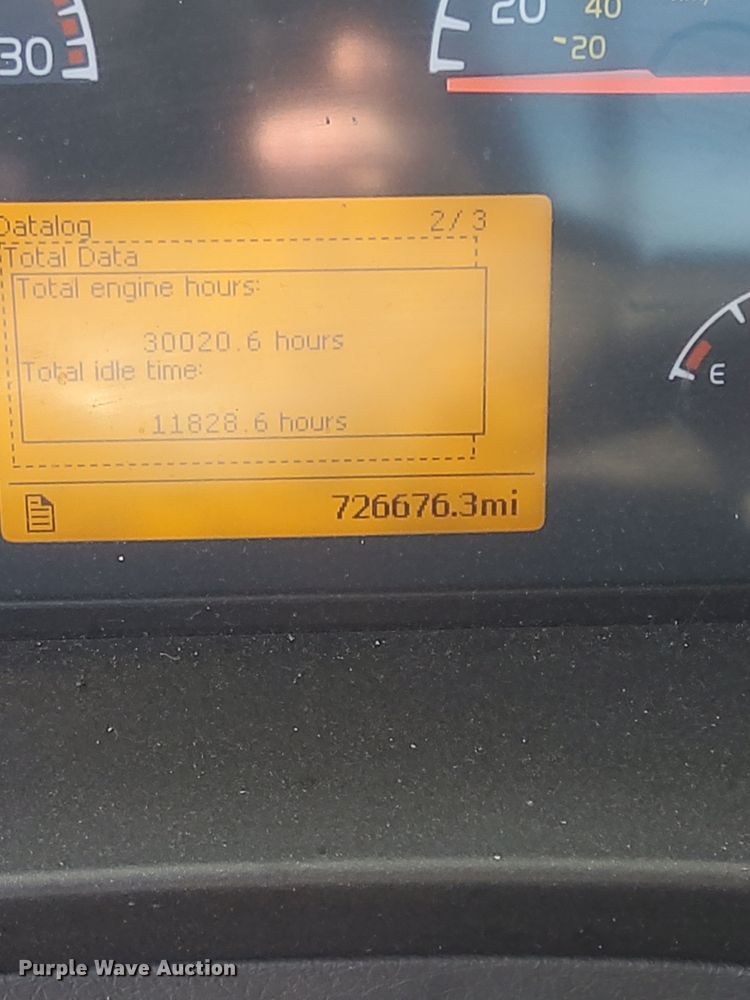 30
20
40
20
Datalog 2/3
Total Data
Total engine hours:
30020.6 hours
Total idle time:
11828.6 hours
E
726676.3mi
Purple Wave Auction